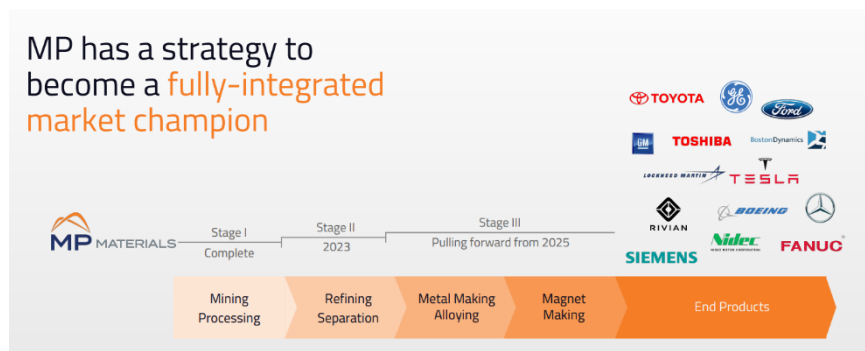 MP has a strategy to
become a fully-integrated
market champion
TOYOTA
GE
Ford
GM
TOSHIBA
BostonDynamics
LOCKHEED MARTIN
TESLA
RIVIAN
BOEING
SIEMENS
Nidec
FANUC
MP MATERIALS
Stage I
Complete
Stage II
2023
Stage III
Pulling forward from 2025
Mining
Processing
Refining
Separation
Metal Making
Alloying
Magnet
Making
End Products